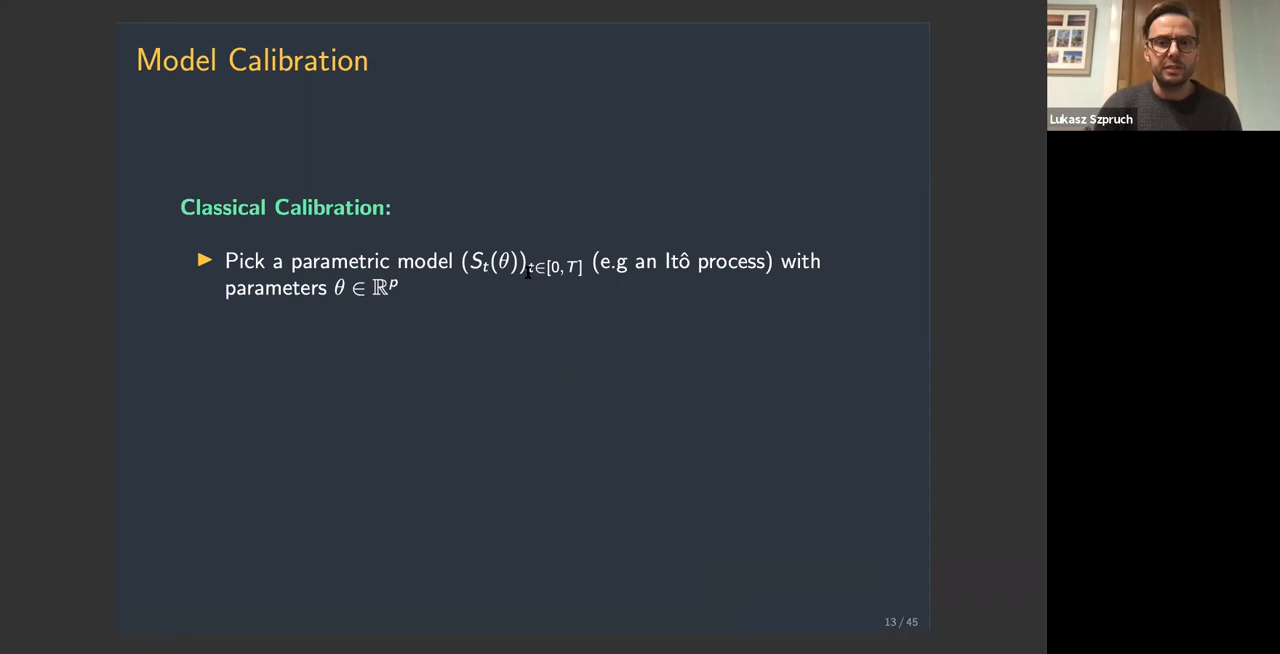 Model Calibration
Lukasz Szpruch
Classical Calibration:
▶ Pick a parametric model (S_t(θ))_{t∈[0,T]} (e.g an Itô process) with
parameters θ ∈ ℝ^p
13 / 45